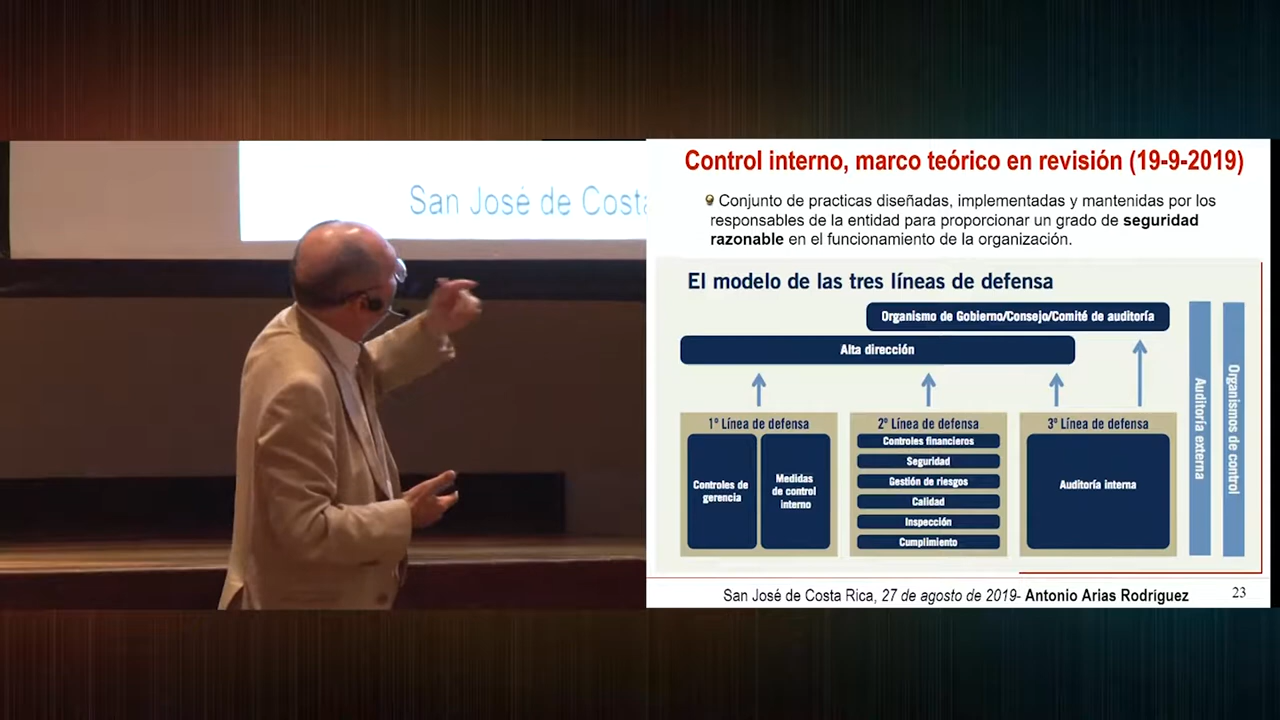 San José de Costa
Control interno, marco teórico en revisión (19-9-2019)
Conjunto de practicas diseñadas, implementadas y mantenidas por los
responsables de la entidad para proporcionar un grado de seguridad
razonable en el funcionamiento de la organización.
El modelo de las tres líneas de defensa
Organismo de Gobierno/Consejo/Comité de auditoría
Alta dirección
1º Línea de defensa
Controles de
gerencia
Medidas
de control
interno
2º Línea de defensa
Controles financieros
Seguridad
Gestión de riesgos
Calidad
Inspección
Cumplimiento
3º Línea de defensa
Auditoría interna
Auditoría externa
Organismos de control
San José de Costa Rica, 27 de agosto de 2019- Antonio Arias Rodríguez
23